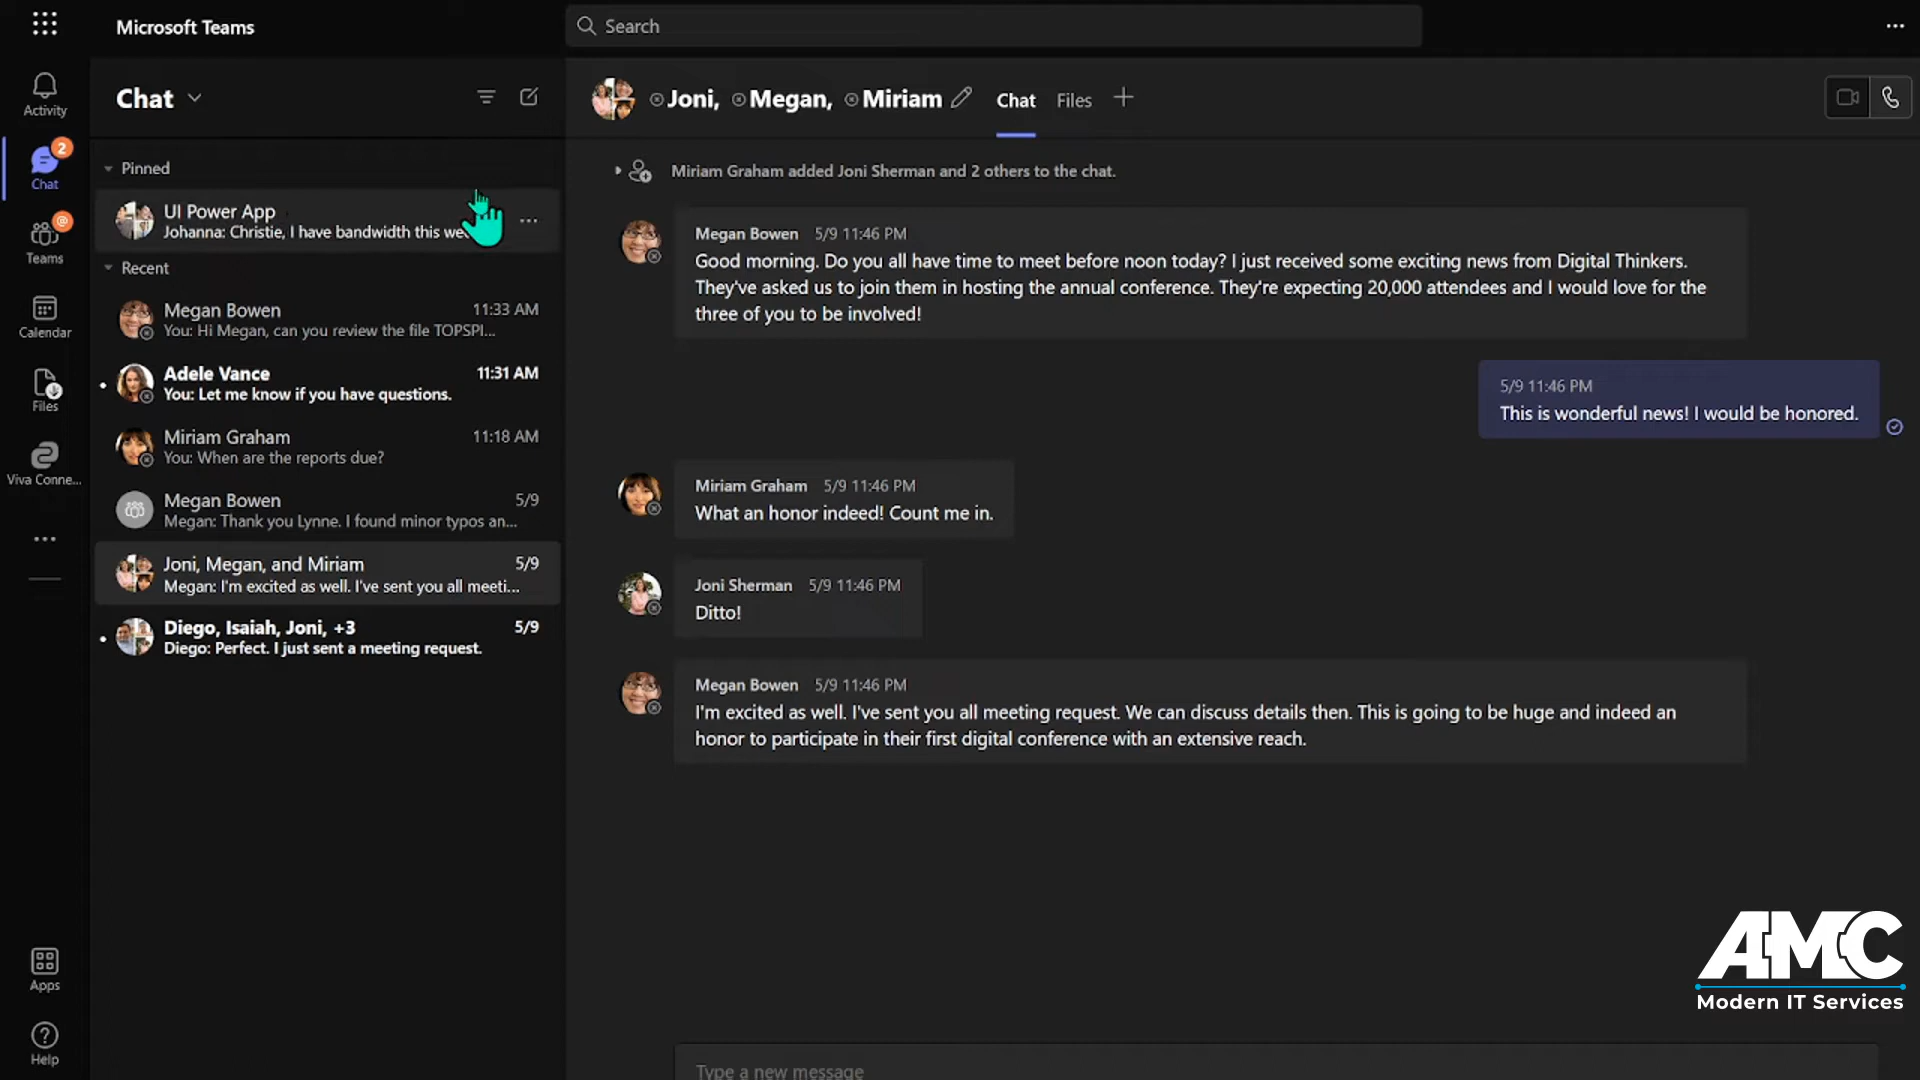 Microsoft Teams
Search
Activity
2
Chat
@
Teams
Calendar
Files
Viva Conne...
Apps
Help
Chat
Pinned
UI Power App
Johanna: Christie, I have bandwidth this
Recent
Megan Bowen 11:33 AM
You: Hi Megan, can you review the file TOPSPI...
Adele Vance 11:31 AM
You: Let me know if you have questions.
Miriam Graham 11:18 AM
You: When are the reports due?
Megan Bowen 5/9
Megan: Thank you Lynne. I found minor typos an...
Joni, Megan, and Miriam 5/9
Megan: I'm excited as well. I've sent you all meeti...
Diego, Isaiah, Joni, +3 5/9
Diego: Perfect. I just sent a meeting request.
Joni, Megan, Miriam Chat Files
Miriam Graham added Joni Sherman and 2 others to the chat.
Megan Bowen 5/9 11:46 PM
Good morning. Do you all have time to meet before noon today? I just received some exciting news from Digital Thinkers.
They've asked us to join them in hosting the annual conference. They're expecting 20,000 attendees and I would love for the
three of you to be involved!
5/9 11:46 PM
This is wonderful news! I would be honored.
Miriam Graham 5/9 11:46 PM
What an honor indeed! Count me in.
Joni Sherman 5/9 11:46 PM
Ditto!
Megan Bowen 5/9 11:46 PM
I'm excited as well. I've sent you all meeting request. We can discuss details then. This is going to be huge and indeed an
honor to participate in their first digital conference with an extensive reach.
Type a new message
AMC
Modern IT Services